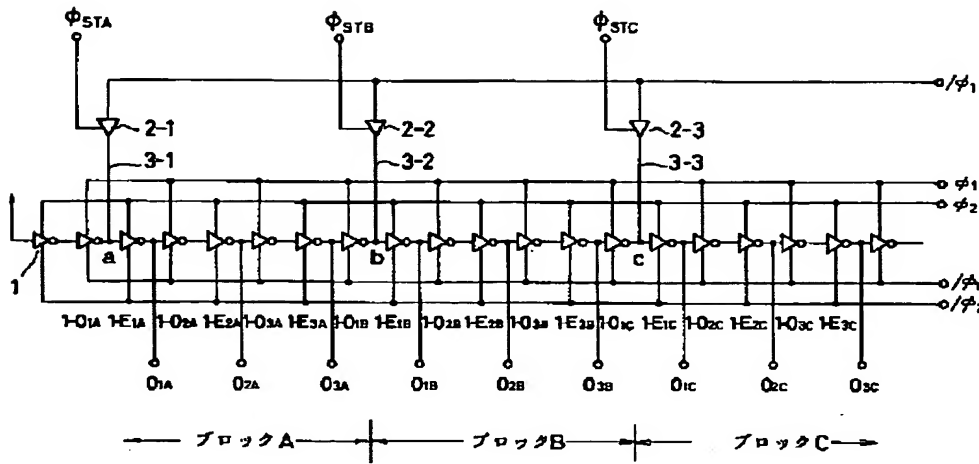 φSTA φSTB φSTC
/φ1
2-1 2-2 2-3
3-1 3-2 3-3
φ1
φ2
a b c
1
/φ1
1-O1A 1-E1A 1-O2A 1-E2A 1-O3A 1-E3A 1-O1B 1-E1B 1-O2B 1-E2B 1-O3B 1-E3B 1-O1C 1-E1C 1-O2C 1-E2C 1-O3C 1-E3C
O1A O2A O3A O1B O2B O3B O1C O2C O3C
ブロックA ブロックB ブロックC